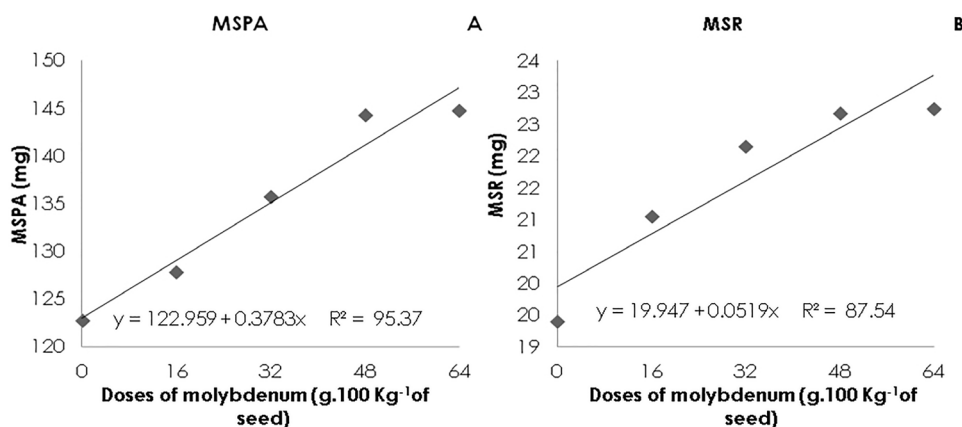 MSPA
A
150
145
140
135
130
125
120
MSPA (mg)
y = 122.959+0.3783x R² = 95.37
0 16 32 48 64
Doses of molybdenum (g.100 Kg⁻¹of
seed)
MSR
B
24
23
23
22
22
21
21
20
20
19
MSR (mg)
y = 19.947+0.0519x R² = 87.54
0 16 32 48 64
Doses of molybdenum (g.100 Kg⁻¹of
seed)